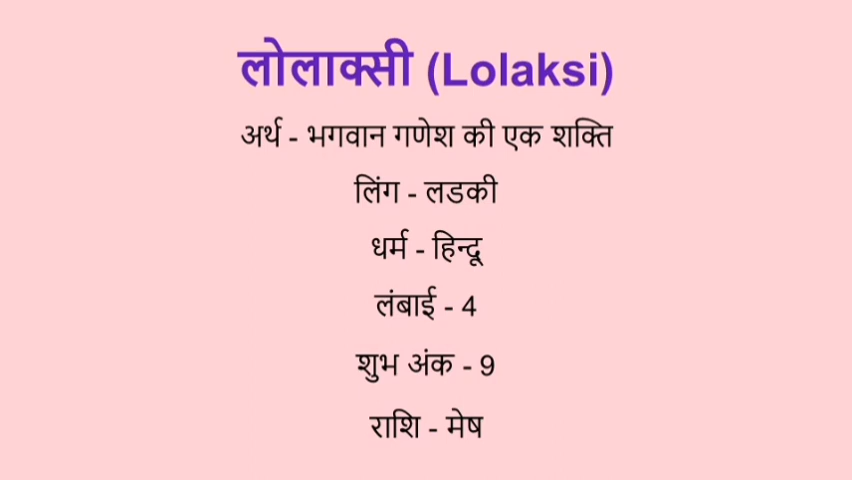 लोलाक्सी (Lolaksi)
अर्थ - भगवान गणेश की एक शक्ति
लिंग - लडकी
धर्म - हिन्दू
लंबाई - 4
शुभ अंक - 9
राशि - मेष